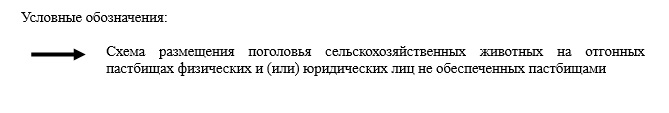 Условные обозначения:
Схема размещения поголовья сельскохозяйственных животных на отгонных
пастбищах физических и (или) юридических лиц не обеспеченных пастбищами